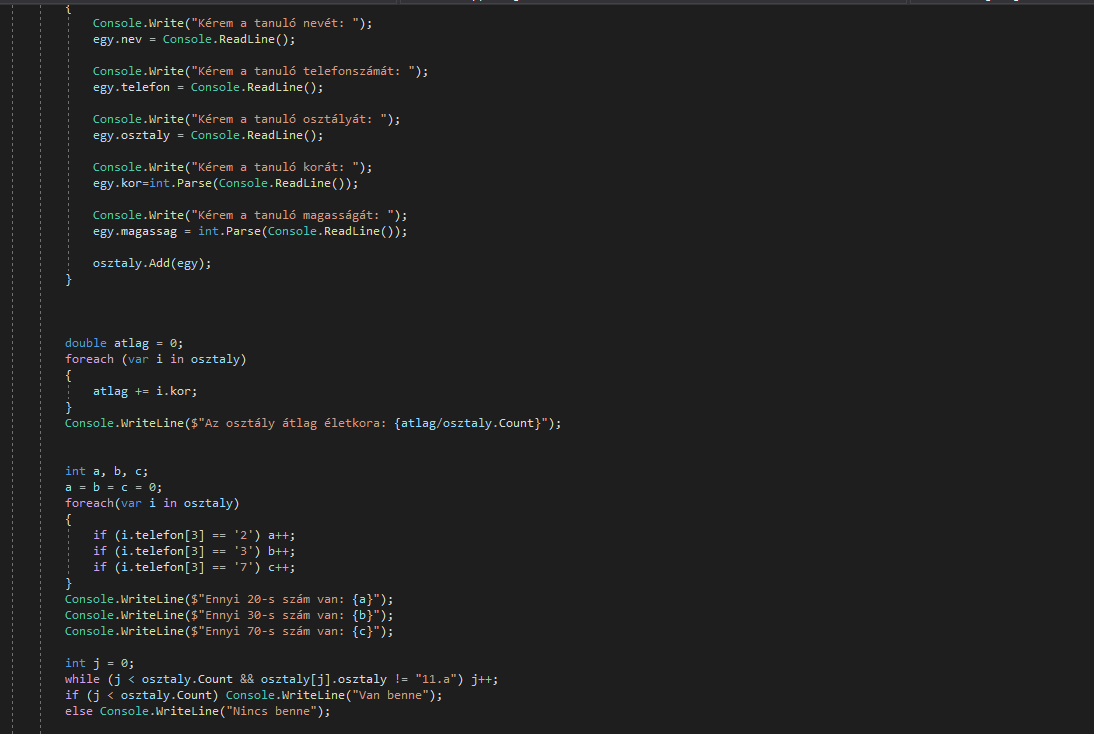 {
Console.Write("Kérem a tanuló nevét: ");
egy.nev = Console.ReadLine();
Console.Write("Kérem a tanuló telefonszámát: ");
egy.telefon = Console.ReadLine();
Console.Write("Kérem a tanuló osztályát: ");
egy.osztaly = Console.ReadLine();
Console.Write("Kérem a tanuló korát: ");
egy.kor=int.Parse(Console.ReadLine());
Console.Write("Kérem a tanuló magasságát: ");
egy.magassag = int.Parse(Console.ReadLine());
osztaly.Add(egy);
}
double atlag = 0;
foreach (var i in osztaly)
{
atlag += i.kor;
}
Console.WriteLine($"Az osztály átlag életkora: {atlag/osztaly.Count}");
int a, b, c;
a = b = c = 0;
foreach(var i in osztaly)
{
if (i.telefon[3] == '2') a++;
if (i.telefon[3] == '3') b++;
if (i.telefon[3] == '7') c++;
}
Console.WriteLine($"Ennyi 20-s szám van: {a}");
Console.WriteLine($"Ennyi 30-s szám van: {b}");
Console.WriteLine($"Ennyi 70-s szám van: {c}");
int j = 0;
while (j < osztaly.Count && osztaly[j].osztaly != "11.a") j++;
if (j < osztaly.Count) Console.WriteLine("Van benne");
else Console.WriteLine("Nincs benne");